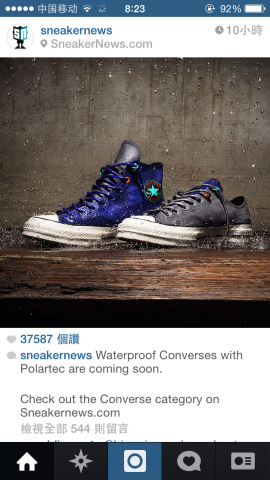 中国移动 8:23 92%
sneakernews
10小時
SneakerNews.com
37587 個讚
sneakernews Waterproof Converses with
Polartec are coming soon.
Check out the Converse category on
Sneakernews.com
檢視全部 544 則留言